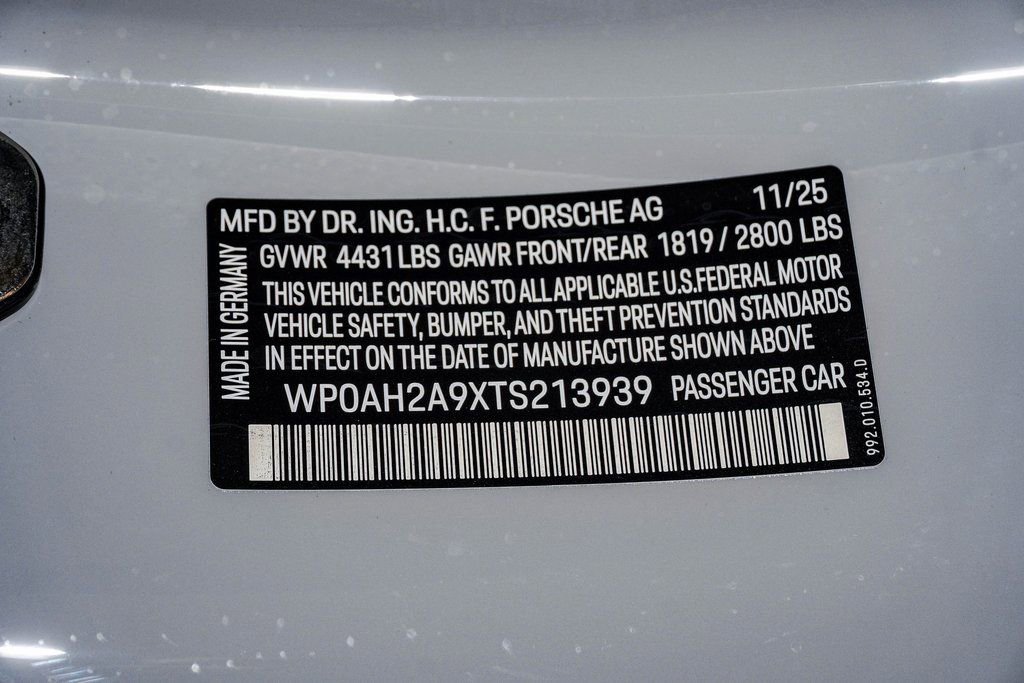 MFD BY DR. ING. H.C. F. PORSCHE AG 11/25
GVWR 4431 LBS GAWR FRONT/REAR 1819 / 2800 LBS
THIS VEHICLE CONFORMS TO ALL APPLICABLE U.S.FEDERAL MOTOR
VEHICLE SAFETY, BUMPER, AND THEFT PREVENTION STANDARDS
IN EFFECT ON THE DATE OF MANUFACTURE SHOWN ABOVE
WP0AH2A9XTS213939 PASSENGER CAR
MADE IN GERMANY
992.010.534.D